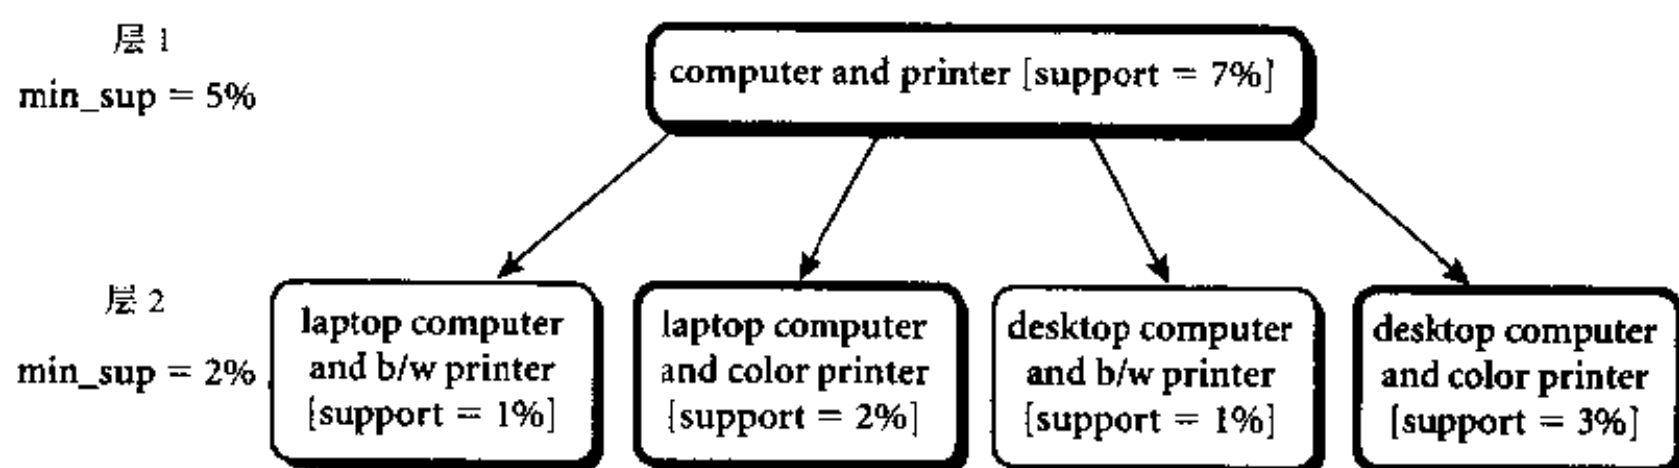 层 1
min_sup = 5%
computer and printer [support = 7%]
层 2
min_sup = 2%
laptop computer
and b/w printer
[support = 1%]
laptop computer
and color printer
[support = 2%]
desktop computer
and b/w printer
[support = 1%]
desktop computer
and color printer
[support = 3%]